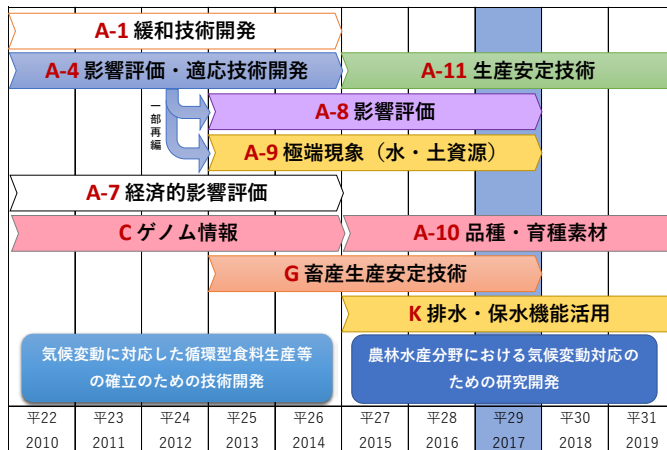 A-1 緩和技術開発
A-4 影響評価・適応技術開発
A-11 生産安定技術
一部再編
A-8 影響評価
A-9 極端現象（水・土資源）
A-7 経済的影響評価
C ゲノム情報
A-10 品種・育種素材
G 畜産生産安定技術
K 排水・保水機能活用
気候変動に対応した循環型食料生産等
の確立のための技術開発
農林水産分野における気候変動対応の
ための研究開発
平22 平23 平24 平25 平26 平27 平28 平29 平30 平31
2010 2011 2012 2013 2014 2015 2016 2017 2018 2019